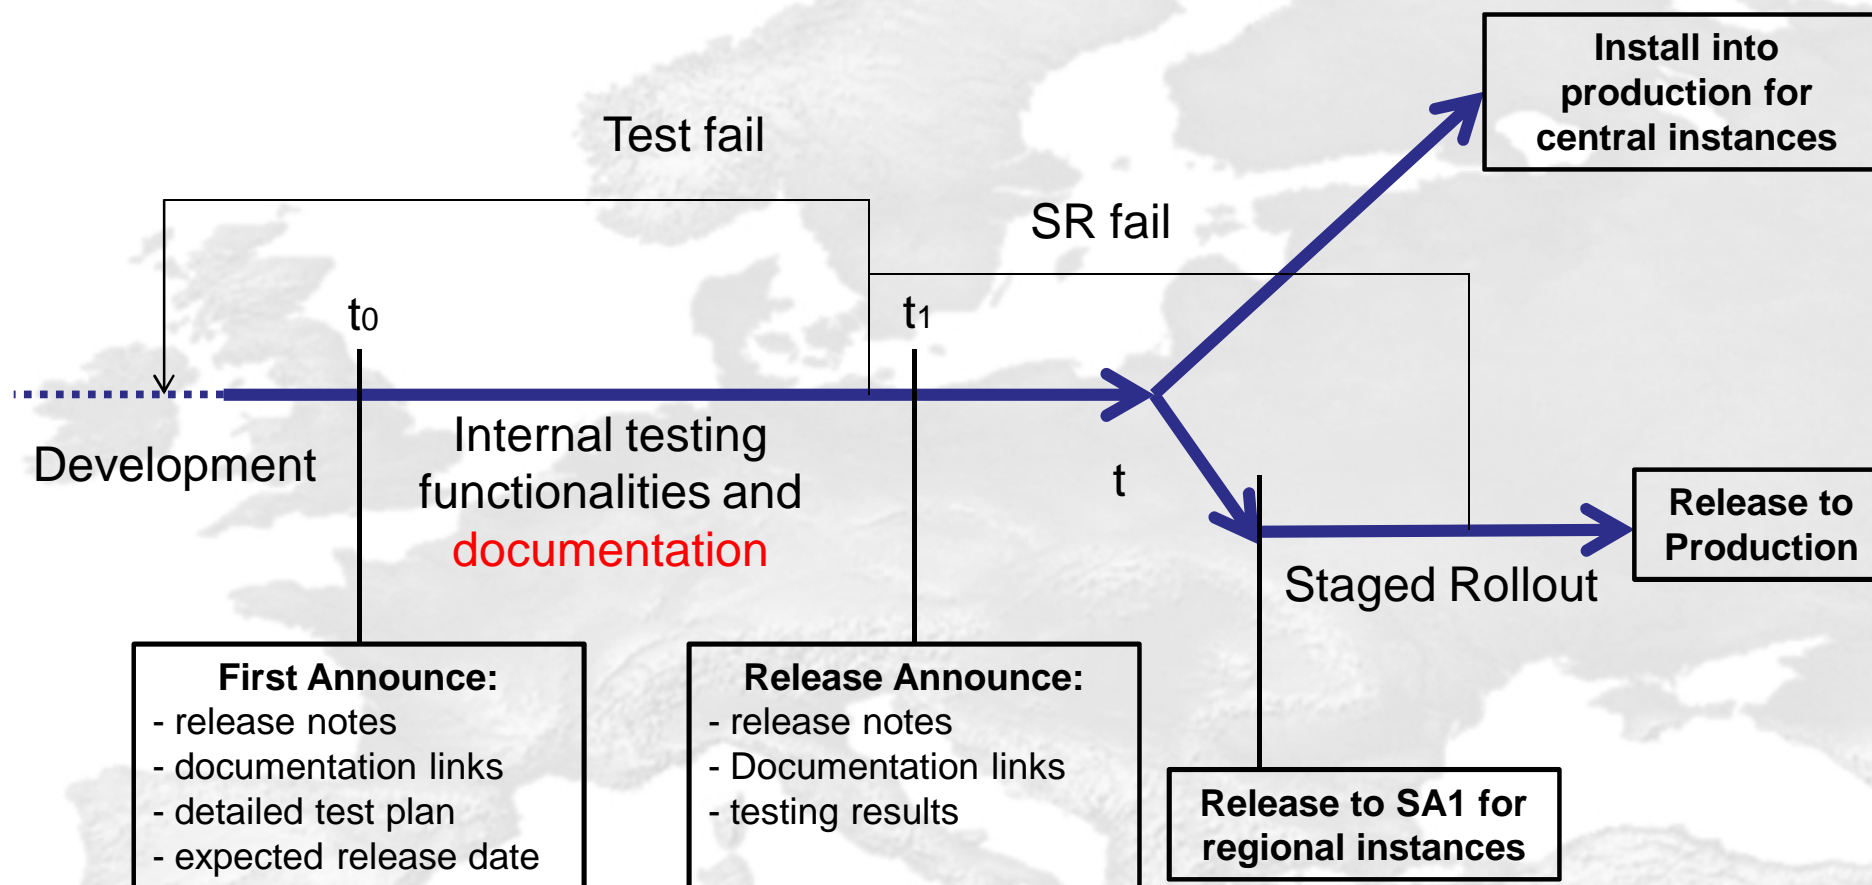 Install into
production for
central instances
Test fail
SR fail
t0
t1
Development
Internal testing
functionalities and
documentation
t
Release to
Production
Staged Rollout
First Announce:
- release notes
- documentation links
- detailed test plan
- expected release date
Release Announce:
- release notes
- Documentation links
- testing results
Release to SA1 for
regional instances